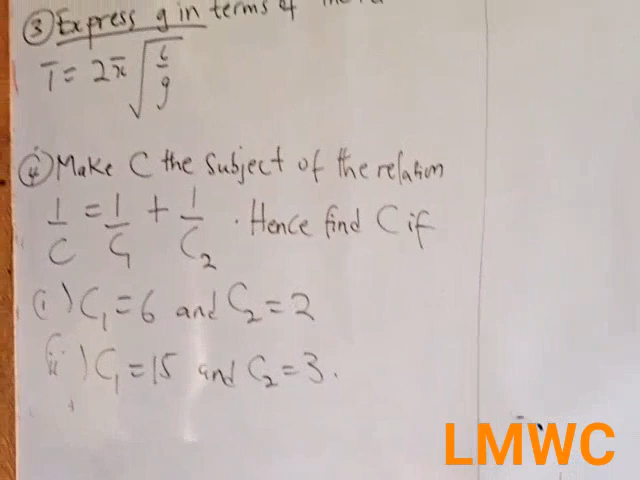 ③ Express g in terms of the
T = 2π√(L/g)
④ Make C the subject of the relation
1/C = 1/C₁ + 1/C₂ . Hence find C if
(i) C₁ = 6 and C₂ = 2
(ii) C₁ = 15 and C₂ = 3.
LMWC